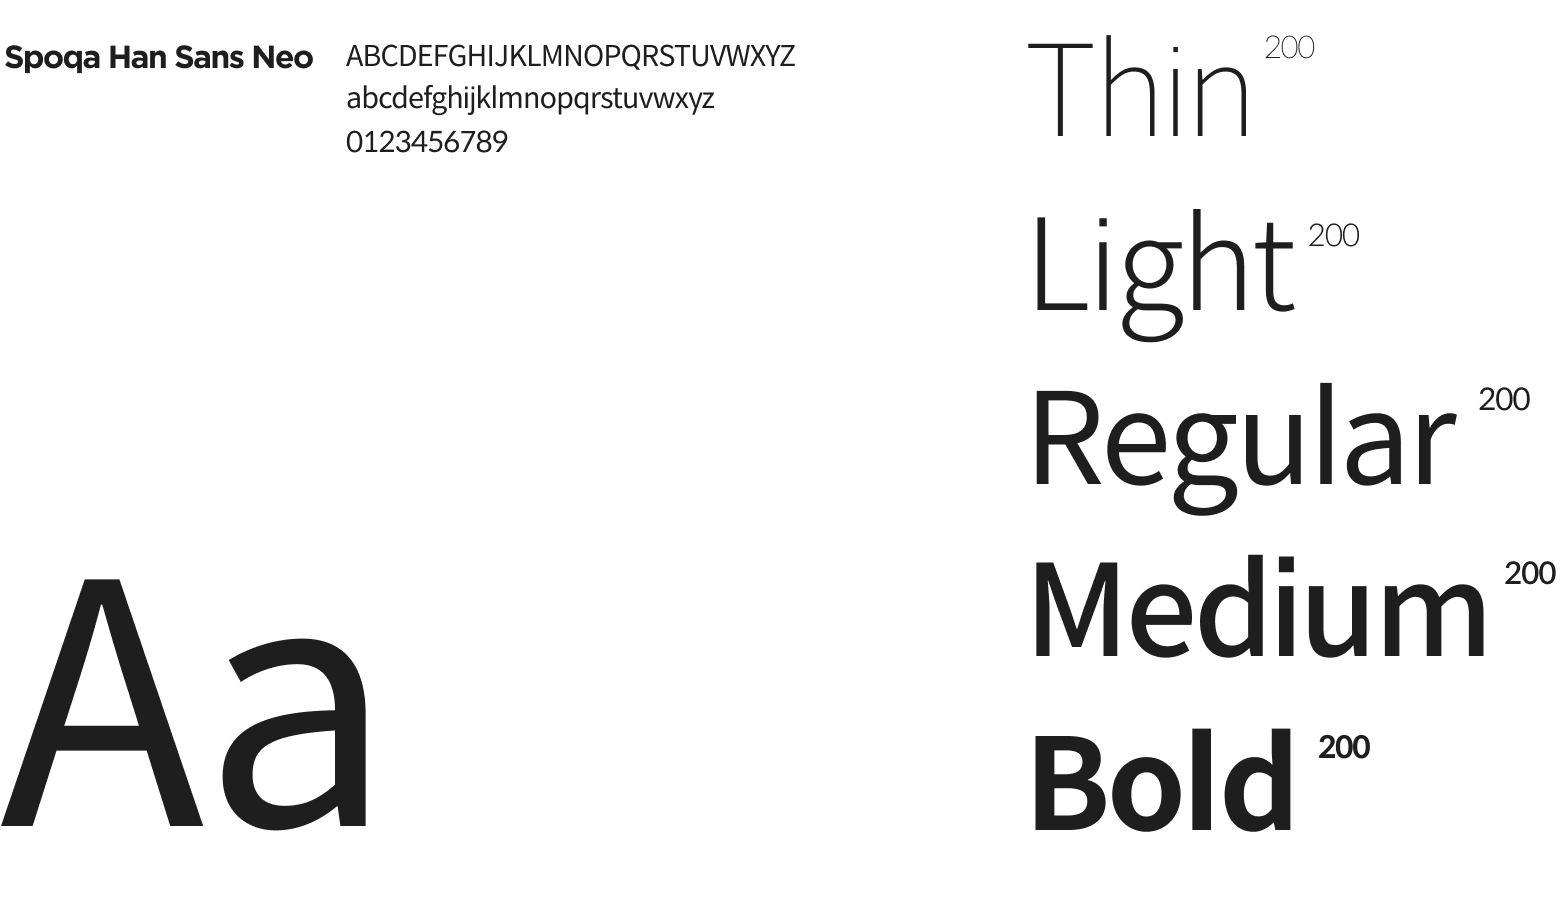 Spoqa Han Sans Neo
ABCDEFGHIJKLMNOPQRSTUVWXYZ
abcdefghijklmnopqrstuvwxyz
0123456789
Aa
Thin 200
Light 200
Regular 200
Medium 200
Bold 200